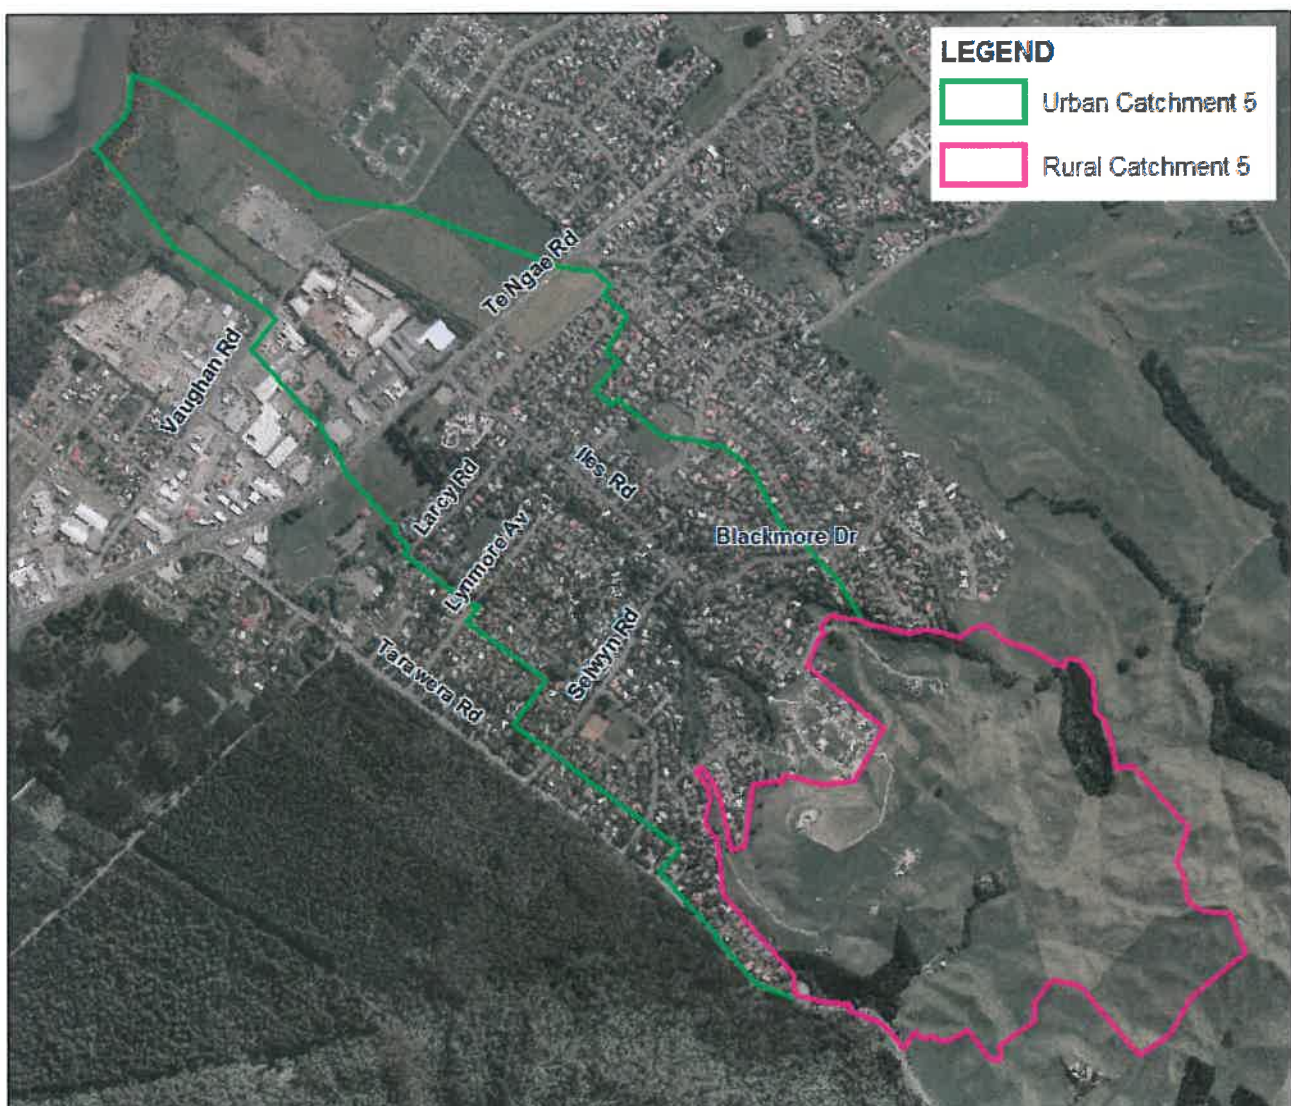 LEGEND
Urban Catchment 5
Rural Catchment 5
Te Ngae Rd
Vaughan Rd
Larcy Rd
Iles Rd
Lynmore Av
Blackmore Dr
Selwyn Rd
Tarawera Rd